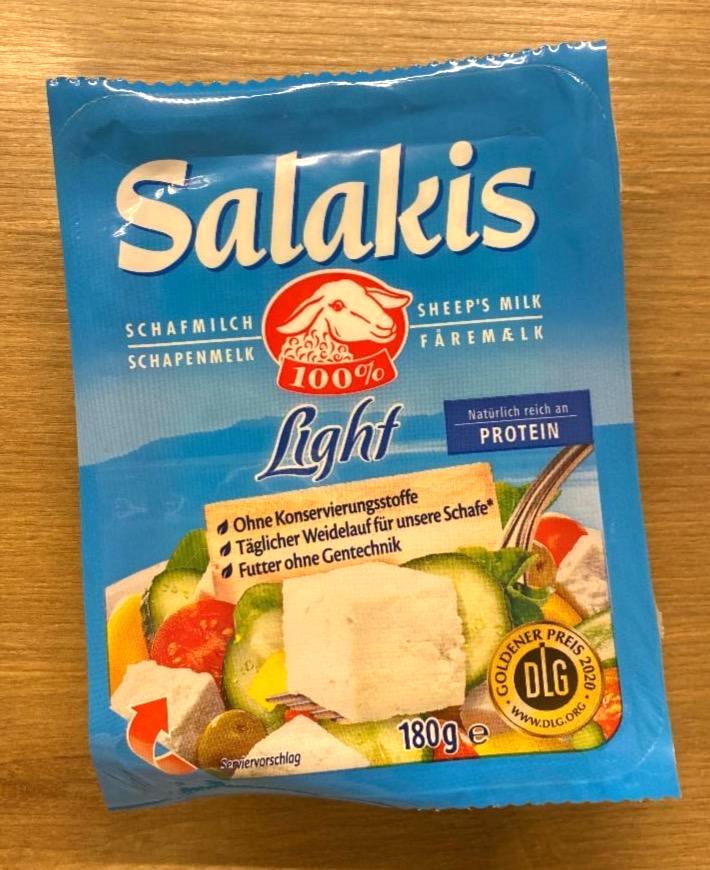 Salakis
SCHAFMILCH
SCHAPENMELK
100%
SHEEP'S MILK
FÅREMÆLK
Light
Natürlich reich an
PROTEIN
Ohne Konservierungsstoffe
Täglicher Weidelauf für unsere Schafe*
Futter ohne Gentechnik
GOLDENER PREIS 2020
DLG
WWW.DLG.ORG
180g e
Serviervorschlag